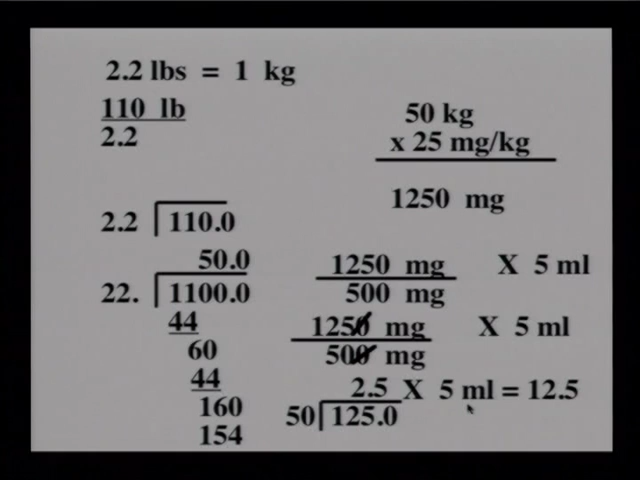 2.2 lbs = 1 kg
110 lb
2.2
50 kg
x 25 mg/kg
1250 mg
2.2 110.0
50.0
22. 1100.0
44
60
44
160
154
1250 mg X 5 ml
500 mg
1250 mg X 5 ml
500 mg
2.5 X 5 ml = 12.5
50 125.0